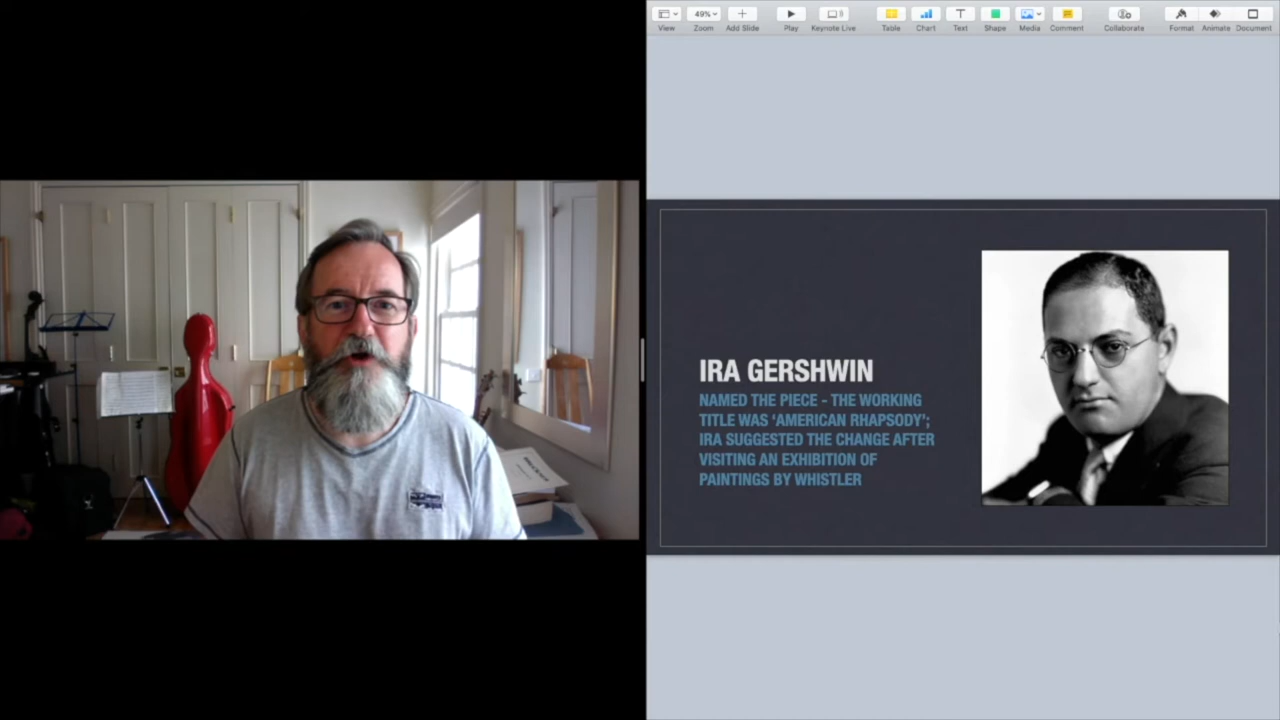 49%
View
Zoom
Add Slide
Play
Keynote Live
Table
Chart
Text
Shape
Media
Comment
Collaborate
Format
Animate
Document
IRA GERSHWIN
NAMED THE PIECE - THE WORKING
TITLE WAS ‘AMERICAN RHAPSODY’;
IRA SUGGESTED THE CHANGE AFTER
VISITING AN EXHIBITION OF
PAINTINGS BY WHISTLER